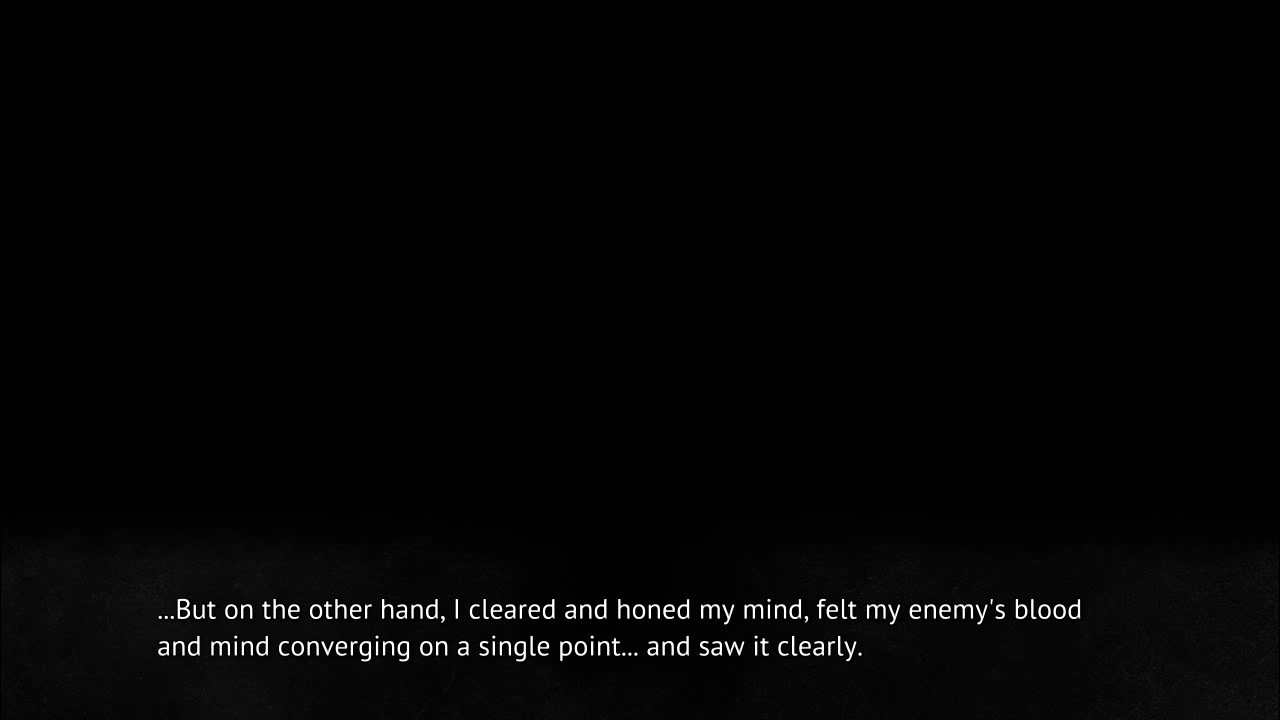 ...But on the other hand, I cleared and honed my mind, felt my enemy's blood
and mind converging on a single point... and saw it clearly.